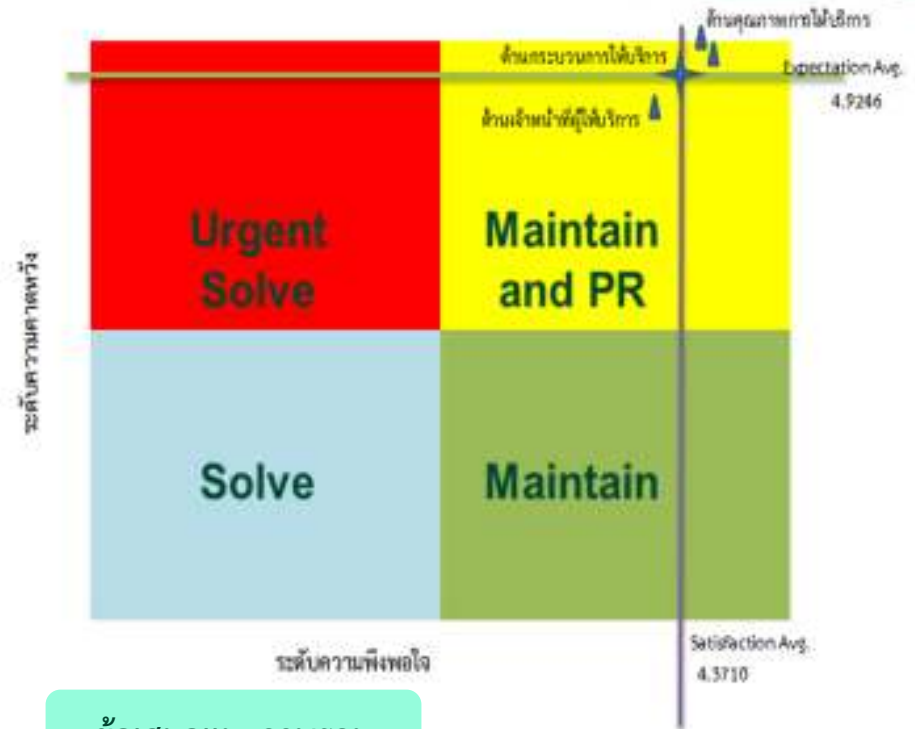 ด้านคุณภาพการให้บริการ
ด้านกระบวนการให้บริการ
Expectation Avg.
4.9246
ด้านเจ้าหน้าที่ผู้ให้บริการ
Urgent
Solve
Maintain
and PR
ระดับความคาดหวัง
Solve
Maintain
ระดับความพึงพอใจ
Satisfaction Avg.
4.3710